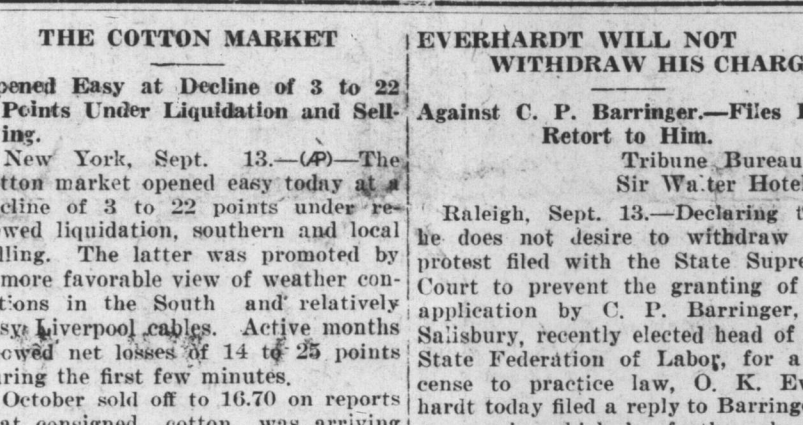 THE COTTON MARKET
pened Easy at Decline of 3 to 22
Points Under Liquidation and Sell-
ing.
New York, Sept. 13.—(AP)—The
tton market opened easy today at a
cline of 3 to 22 points under re-
wed liquidation, southern and local
lling. The latter was promoted by
more favorable view of weather con-
tions in the South and relatively
sy Liverpool cables. Active months
owed net losses of 14 to 25 points
uring the first few minutes.
October sold off to 16.70 on reports
at consigned cotton was arriving
EVERHARDT WILL NOT
WITHDRAW HIS CHARG
Against C. P. Barringer.—Files
Retort to Him.
Tribune Bureau
Sir Walter Hotel
Raleigh, Sept. 13.—Declaring t
he does not desire to withdraw
protest filed with the State Supre
Court to prevent the granting of
application by C. P. Barringer,
Salisbury, recently elected head of
State Federation of Labor, for a
cense to practice law, O. K. Ev
hardt today filed a reply to Barringe